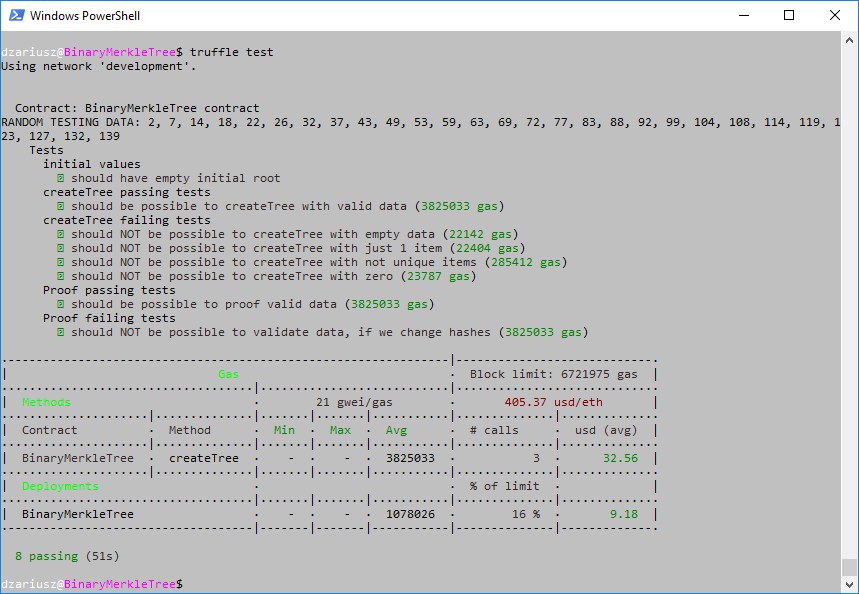 Windows PowerShell
dzariusz@BinaryMerkleTree$ truffle test
Using network 'development'.
Contract: BinaryMerkleTree contract
RANDOM TESTING DATA: 2, 7, 14, 18, 22, 26, 32, 37, 43, 49, 53, 59, 63, 69, 72, 77, 83, 88, 92, 99, 104, 108, 114, 119, 1
23, 127, 132, 139
Tests
initial values
should have empty initial root
createTree passing tests
should be possible to createTree with valid data (3825033 gas)
createTree failing tests
should NOT be possible to createTree with empty data (22142 gas)
should NOT be possible to createTree with just 1 item (22404 gas)
should NOT be possible to createTree with not unique items (285412 gas)
should NOT be possible to createTree with zero (23787 gas)
Proof passing tests
should be possible to proof valid data (3825033 gas)
Proof failing tests
should NOT be possible to validate data, if we change hashes (3825033 gas)
Gas · Block limit: 6721975 gas
Methods · 21 gwei/gas · 405.37 usd/eth
Contract · Method · Min · Max · Avg · # calls · usd (avg)
BinaryMerkleTree · createTree · - · - · 3825033 · 3 · 32.56
Deployments · % of limit ·
BinaryMerkleTree · - · - · 1078026 · 16 % · 9.18
8 passing (51s)
dzariusz@BinaryMerkleTree$